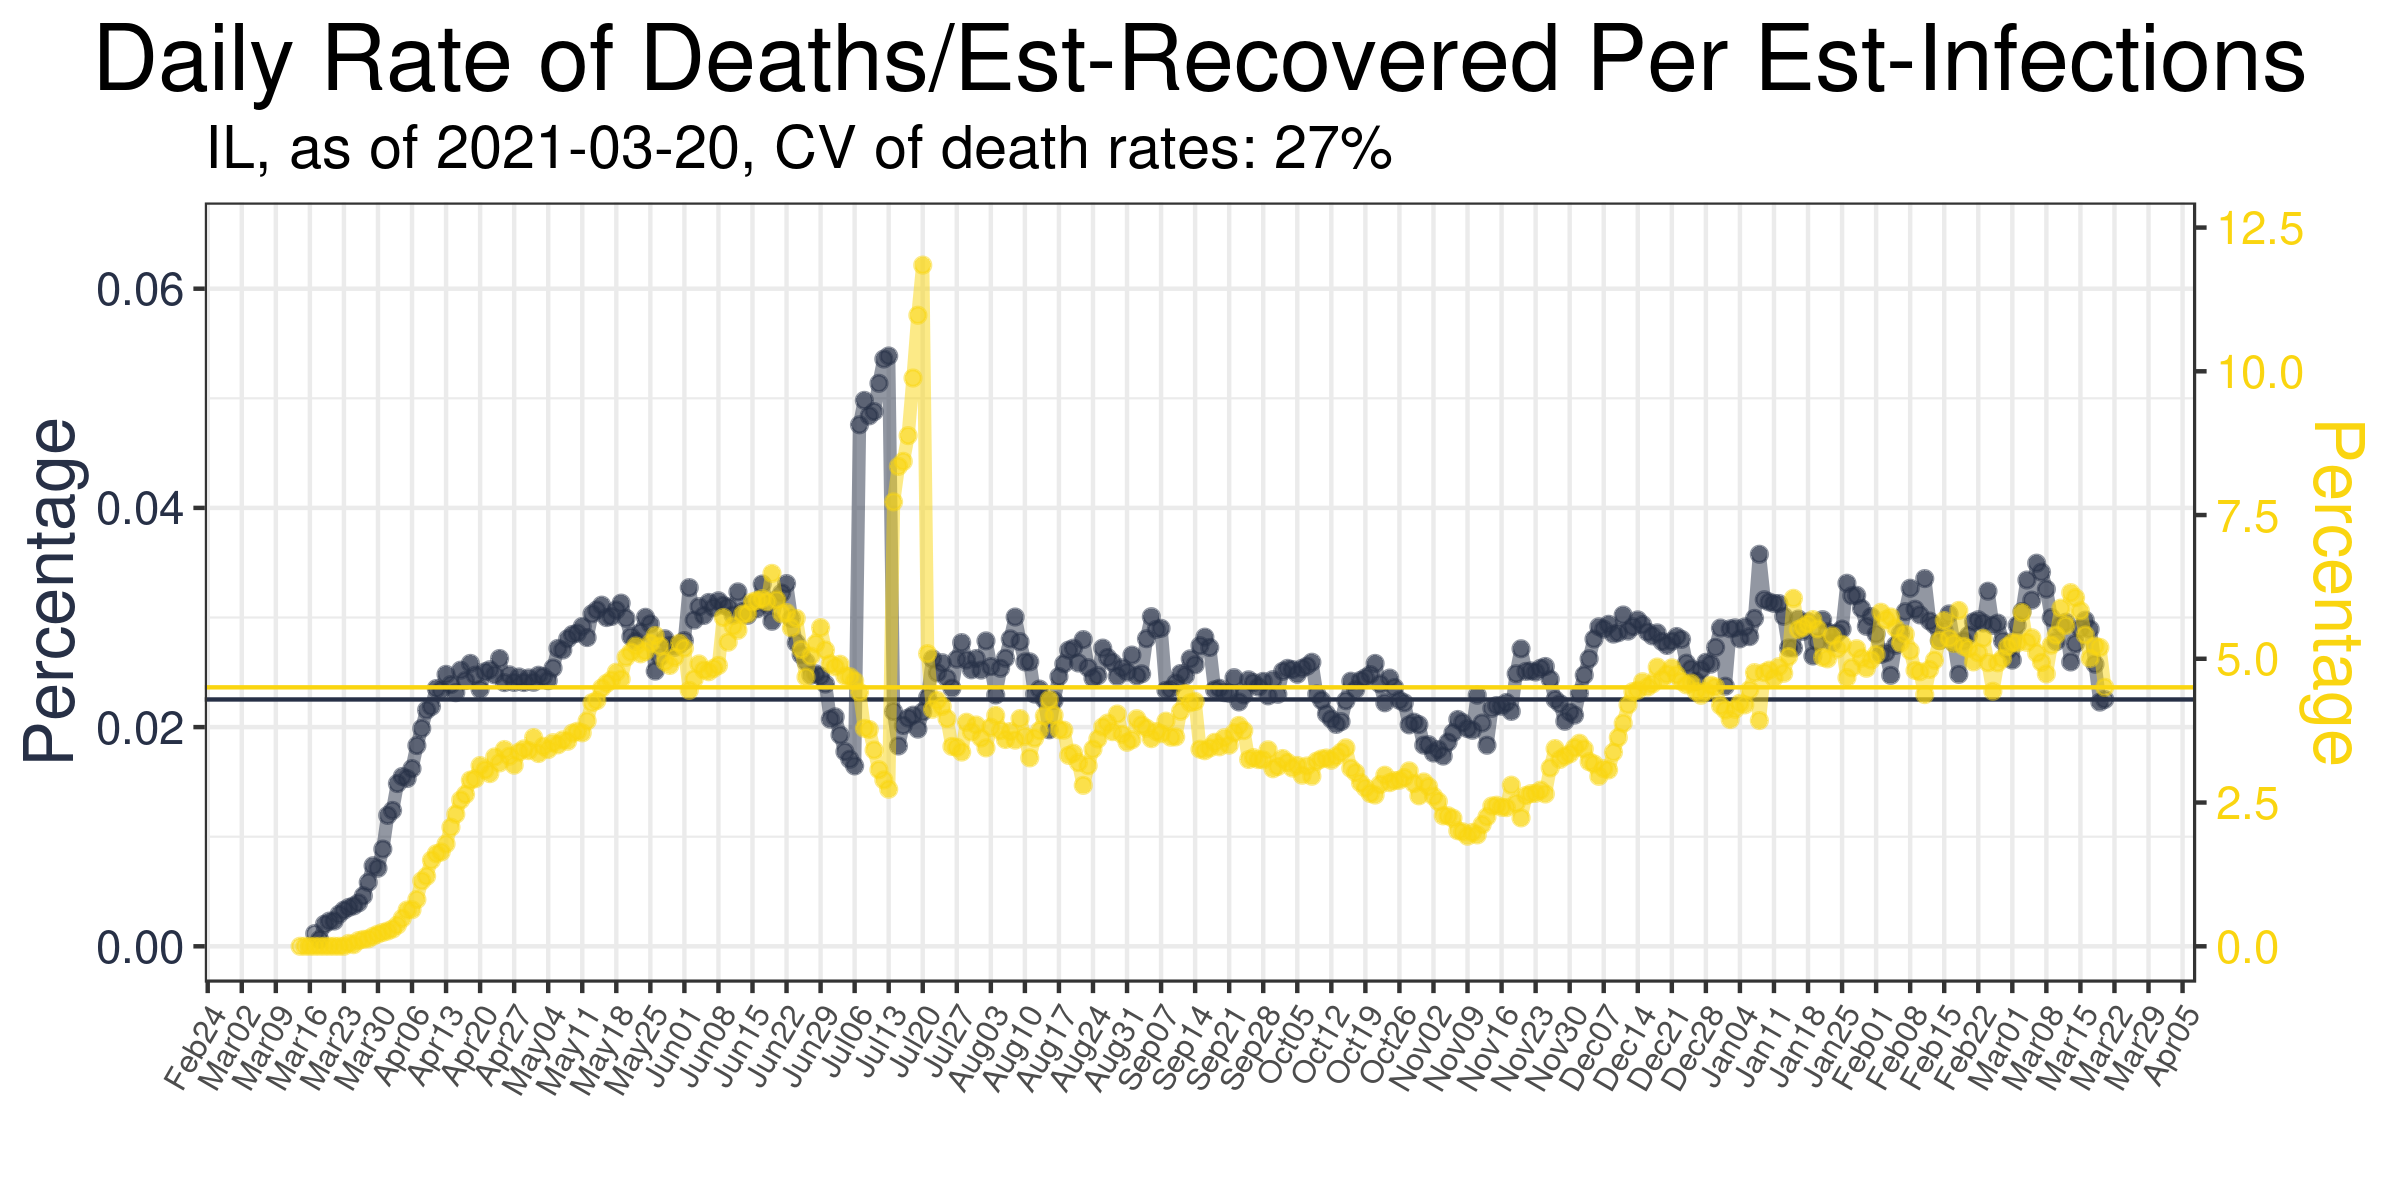 Daily Rate of Deaths/Est-Recovered Per Est-Infections
IL, as of 2021-03-20, CV of death rates: 27%
Percentage
0.06
0.04
0.02
0.00
12.5
10.0
7.5
5.0
2.5
0.0
Percentage
Feb24
Mar02
Mar09
Mar16
Mar23
Mar30
Apr06
Apr13
Apr20
Apr27
May04
May11
May18
May25
Jun01
Jun08
Jun15
Jun22
Jun29
Jul06
Jul13
Jul20
Jul27
Aug03
Aug10
Aug17
Aug24
Aug31
Sep07
Sep14
Sep21
Sep28
Oct05
Oct12
Oct19
Oct26
Nov02
Nov09
Nov16
Nov23
Nov30
Dec07
Dec14
Dec21
Dec28
Jan04
Jan11
Jan18
Jan25
Feb01
Feb08
Feb15
Feb22
Mar01
Mar08
Mar15
Mar22
Mar29
Apr05